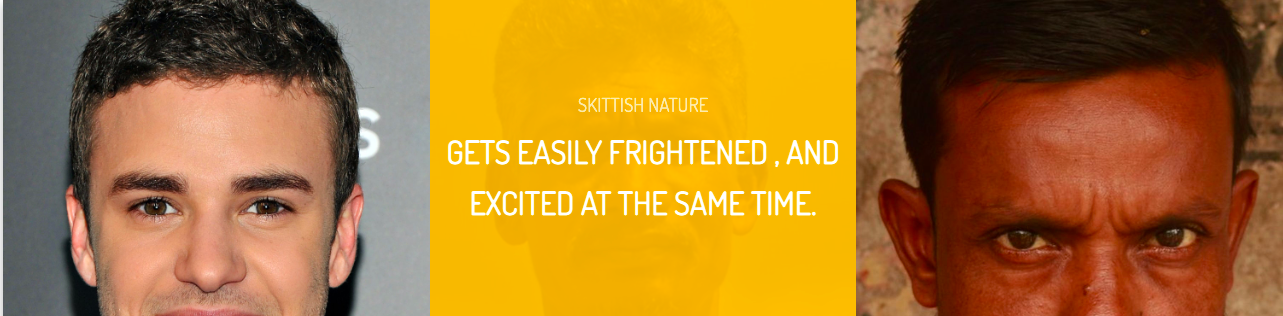 S
SKITTISH NATURE
GETS EASILY FRIGHTENED , AND
EXCITED AT THE SAME TIME.